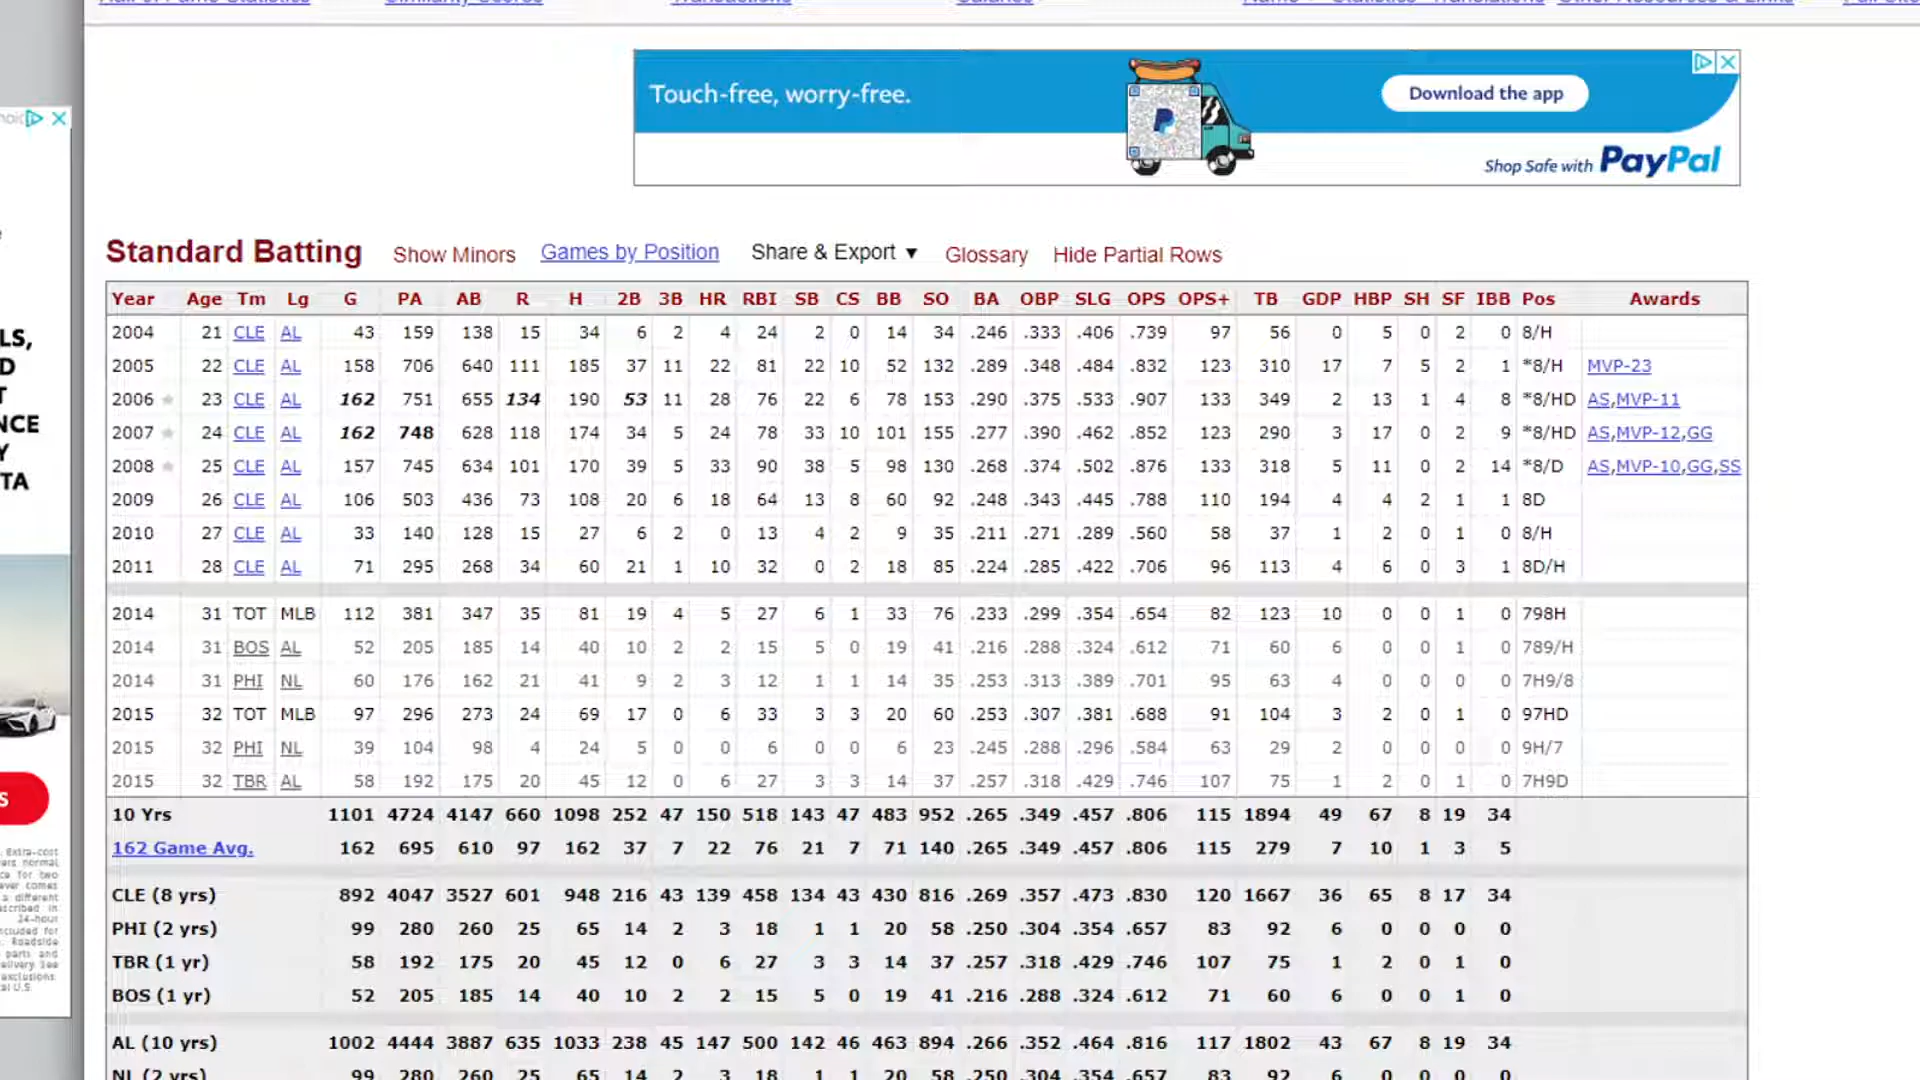 Touch-free, worry-free.
Download the app
Shop Safe with PayPal
Standard Batting Show Minors Games by Position Share & Export ▼ Glossary Hide Partial Rows
Year Age Tm Lg G PA AB R H 2B 3B HR RBI SB CS BB SO BA OBP SLG OPS OPS+ TB GDP HBP SH SF IBB Pos Awards
2004 21 CLE AL 43 159 138 15 34 6 2 4 24 2 0 14 34 .246 .333 .406 .739 97 56 0 5 0 2 0 8/H
2005 22 CLE AL 158 706 640 111 185 37 11 22 81 22 10 52 132 .289 .348 .484 .832 123 310 17 7 5 2 1 *8/H MVP-23
2006 ★ 23 CLE AL 162 751 655 134 190 53 11 28 76 22 6 78 153 .290 .375 .533 .907 133 349 2 13 1 4 8 *8/HD AS,MVP-11
2007 ★ 24 CLE AL 162 748 628 118 174 34 5 24 78 33 10 101 155 .277 .390 .462 .852 123 290 3 17 0 2 9 *8/HD AS,MVP-12,GG
2008 ★ 25 CLE AL 157 745 634 101 170 39 5 33 90 38 5 98 130 .268 .374 .502 .876 133 318 5 11 0 2 14 *8/D AS,MVP-10,GG,SS
2009 26 CLE AL 106 503 436 73 108 20 6 18 64 13 8 60 92 .248 .343 .445 .788 110 194 4 4 2 1 1 8D
2010 27 CLE AL 33 140 128 15 27 6 2 0 13 4 2 9 35 .211 .271 .289 .560 58 37 1 2 0 1 0 8/H
2011 28 CLE AL 71 295 268 34 60 21 1 10 32 0 2 18 85 .224 .285 .422 .706 96 113 4 6 0 3 1 8D/H
2014 31 TOT MLB 112 381 347 35 81 19 4 5 27 6 1 33 76 .233 .299 .354 .654 82 123 10 0 0 1 0 798H
2014 31 BOS AL 52 205 185 14 40 10 2 2 15 5 0 19 41 .216 .288 .324 .612 71 60 6 0 0 1 0 789/H
2014 31 PHI NL 60 176 162 21 41 9 2 3 12 1 1 14 35 .253 .313 .389 .701 95 63 4 0 0 0 0 7H9/8
2015 32 TOT MLB 97 296 273 24 69 17 0 6 33 3 3 20 60 .253 .307 .381 .688 91 104 3 2 0 1 0 97HD
2015 32 PHI NL 39 104 98 4 24 5 0 0 6 0 0 6 23 .245 .288 .296 .584 63 29 2 0 0 0 0 9H/7
2015 32 TBR AL 58 192 175 20 45 12 0 6 27 3 3 14 37 .257 .318 .429 .746 107 75 1 2 0 1 0 7H9D
10 Yrs 1101 4724 4147 660 1098 252 47 150 518 143 47 483 952 .265 .349 .457 .806 115 1894 49 67 8 19 34
162 Game Avg. 162 695 610 97 162 37 7 22 76 21 7 71 140 .265 .349 .457 .806 115 279 7 10 1 3 5
CLE (8 yrs) 892 4047 3527 601 948 216 43 139 458 134 43 430 816 .269 .357 .473 .830 120 1667 36 65 8 17 34
PHI (2 yrs) 99 280 260 25 65 14 2 3 18 1 1 20 58 .250 .304 .354 .657 83 92 6 0 0 0 0
TBR (1 yr) 58 192 175 20 45 12 0 6 27 3 3 14 37 .257 .318 .429 .746 107 75 1 2 0 1 0
BOS (1 yr) 52 205 185 14 40 10 2 2 15 5 0 19 41 .216 .288 .324 .612 71 60 6 0 0 1 0
AL (10 yrs) 1002 4444 3887 635 1033 238 45 147 500 142 46 463 894 .266 .352 .464 .816 117 1802 43 67 8 19 34
NL (2 yrs) 99 280 260 25 65 14 2 3 18 1 1 20 58 .250 .304 .354 .657 83 92 6 0 0 0 0